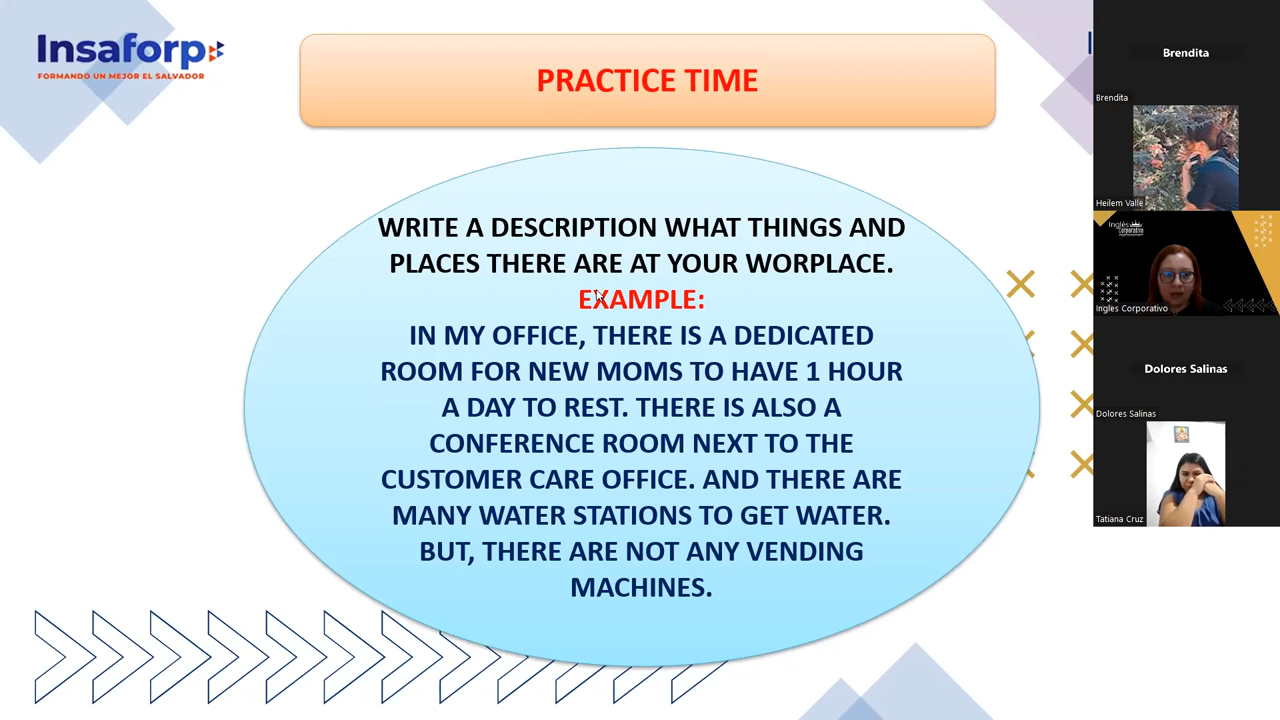 Insaforp
FORMANDO UN MEJOR EL SALVADOR
PRACTICE TIME
WRITE A DESCRIPTION WHAT THINGS AND
PLACES THERE ARE AT YOUR WORPLACE.
EXAMPLE:
IN MY OFFICE, THERE IS A DEDICATED
ROOM FOR NEW MOMS TO HAVE 1 HOUR
A DAY TO REST. THERE IS ALSO A
CONFERENCE ROOM NEXT TO THE
CUSTOMER CARE OFFICE. AND THERE ARE
MANY WATER STATIONS TO GET WATER.
BUT, THERE ARE NOT ANY VENDING
MACHINES.
Brendita
Brendita
Heilem Valle
Inglés
Corporativo
Ingles Corporativo
Dolores Salinas
Dolores Salinas
Tatiana Cruz